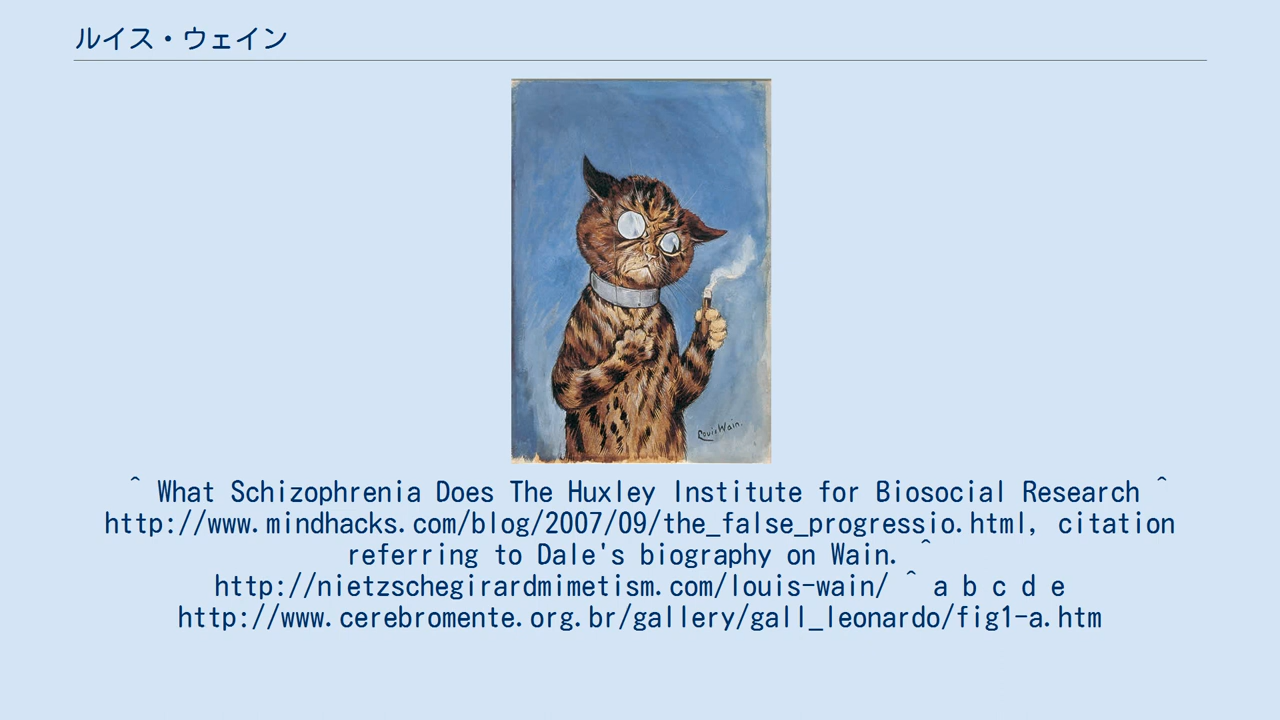 ルイス・ウェイン
Louis Wain.
^ What Schizophrenia Does The Huxley Institute for Biosocial Research ^
http://www.mindhacks.com/blog/2007/09/the_false_progressio.html, citation
referring to Dale's biography on Wain. ^
http://nietzschegirardmimetism.com/louis-wain/ ^ a b c d e
http://www.cerebromente.org.br/gallery/gall_leonardo/fig1-a.htm